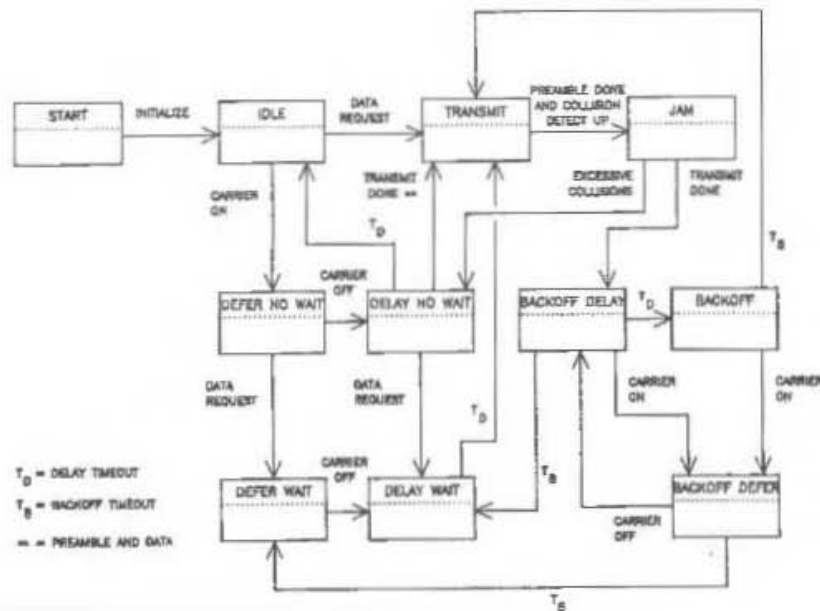 START
INITIALIZE
IDLE
DATA
REQUEST
TRANSMIT
PREAMBLE DONE
AND COLLISION
DETECT UP
JAM
CARRIER
ON
T_D
TRANSMIT
DONE **
EXCESSIVE
COLLISIONS
TRANSMIT
DONE
T_B
DEFER NO WAIT
CARRIER
OFF
DELAY NO WAIT
BACKOFF DELAY
T_D
BACKOFF
DATA
REQUEST
DATA
REQUEST
T_D
CARRIER
ON
CARRIER
ON
T_D = DELAY TIMEOUT
T_B = BACKOFF TIMEOUT
** = PREAMBLE AND DATA
DEFER WAIT
CARRIER
OFF
DELAY WAIT
T_B
BACKOFF DEFER
CARRIER
OFF
T_B